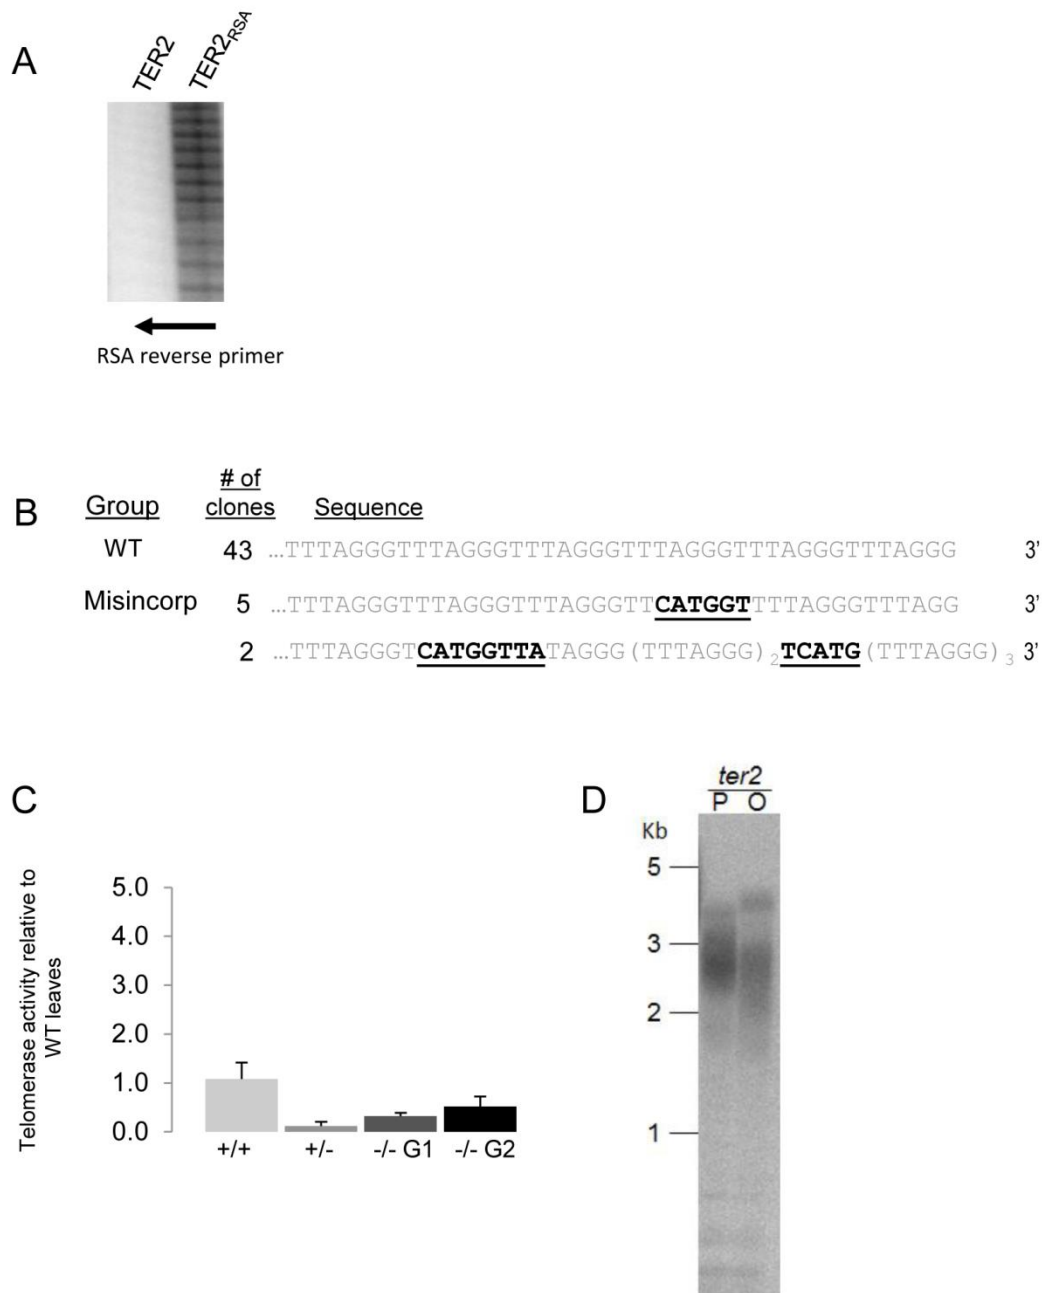 A
TER2 TER2RSA
RSA reverse primer
B
Group # of clones Sequence
WT 43 ...TTTAGGGTTTAGGGTTTAGGGTTTAGGGTTTAGGGTTTAGGG 3'
Misincorp 5 ...TTTAGGGTTTAGGGTTTAGGGTTCATGGTTTTAGGGTTTAGG 3'
2 ...TTTAGGGTCATGGTTATAGGG(TTTAGGG)2TCATG(TTTAGGG)3 3'
C
Telomerase activity relative to
WT leaves
5.0
4.0
3.0
2.0
1.0
0.0
+/+ +/- -/- G1 -/- G2
D
ter2
P O
Kb
5
3
2
1